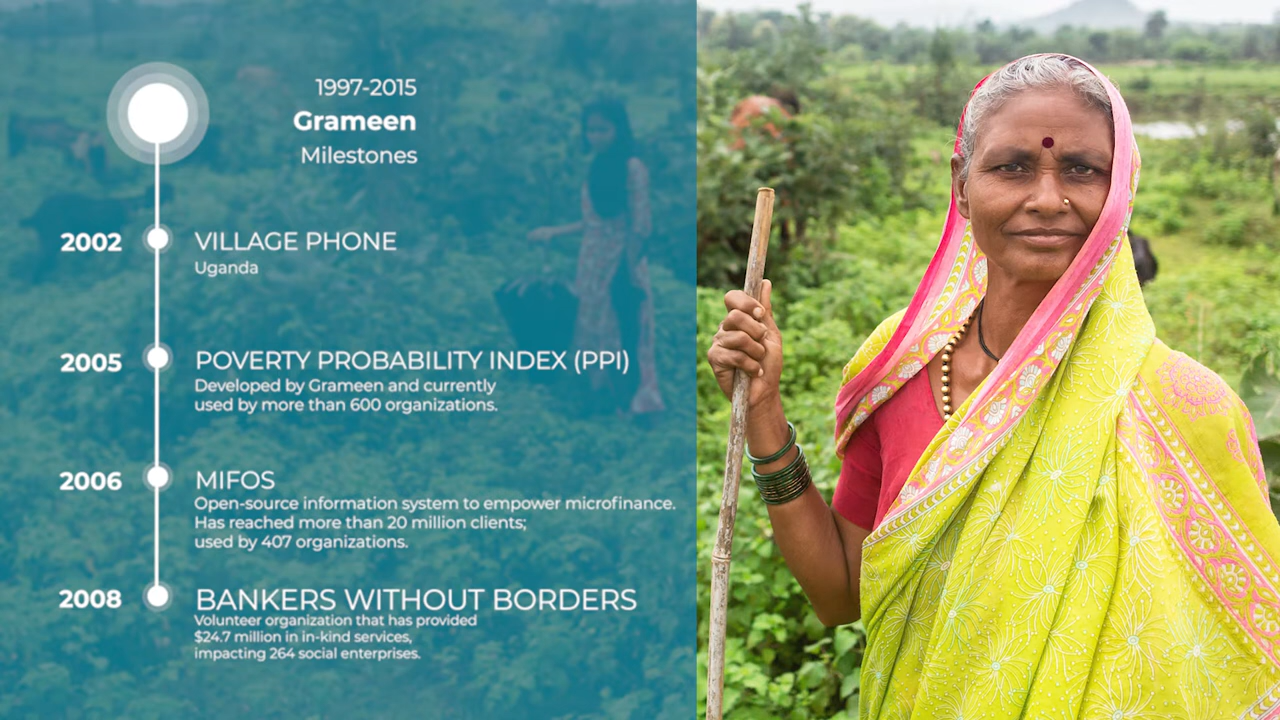 1997-2015
Grameen
Milestones
2002
VILLAGE PHONE
Uganda
2005
POVERTY PROBABILITY INDEX (PPI)
Developed by Grameen and currently
used by more than 600 organizations.
2006
MIFOS
Open-source information system to empower microfinance.
Has reached more than 20 million clients;
used by 407 organizations.
2008
BANKERS WITHOUT BORDERS
Volunteer organization that has provided
$24.7 million in in-kind services,
impacting 264 social enterprises.